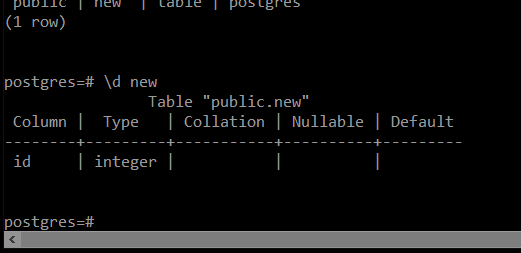 public | new  | table | postgres
(1 row)
postgres=# \d new
                Table "public.new"
 Column |  Type   | Collation | Nullable | Default
--------+---------+-----------+----------+---------
 id     | integer |           |          |
postgres=#